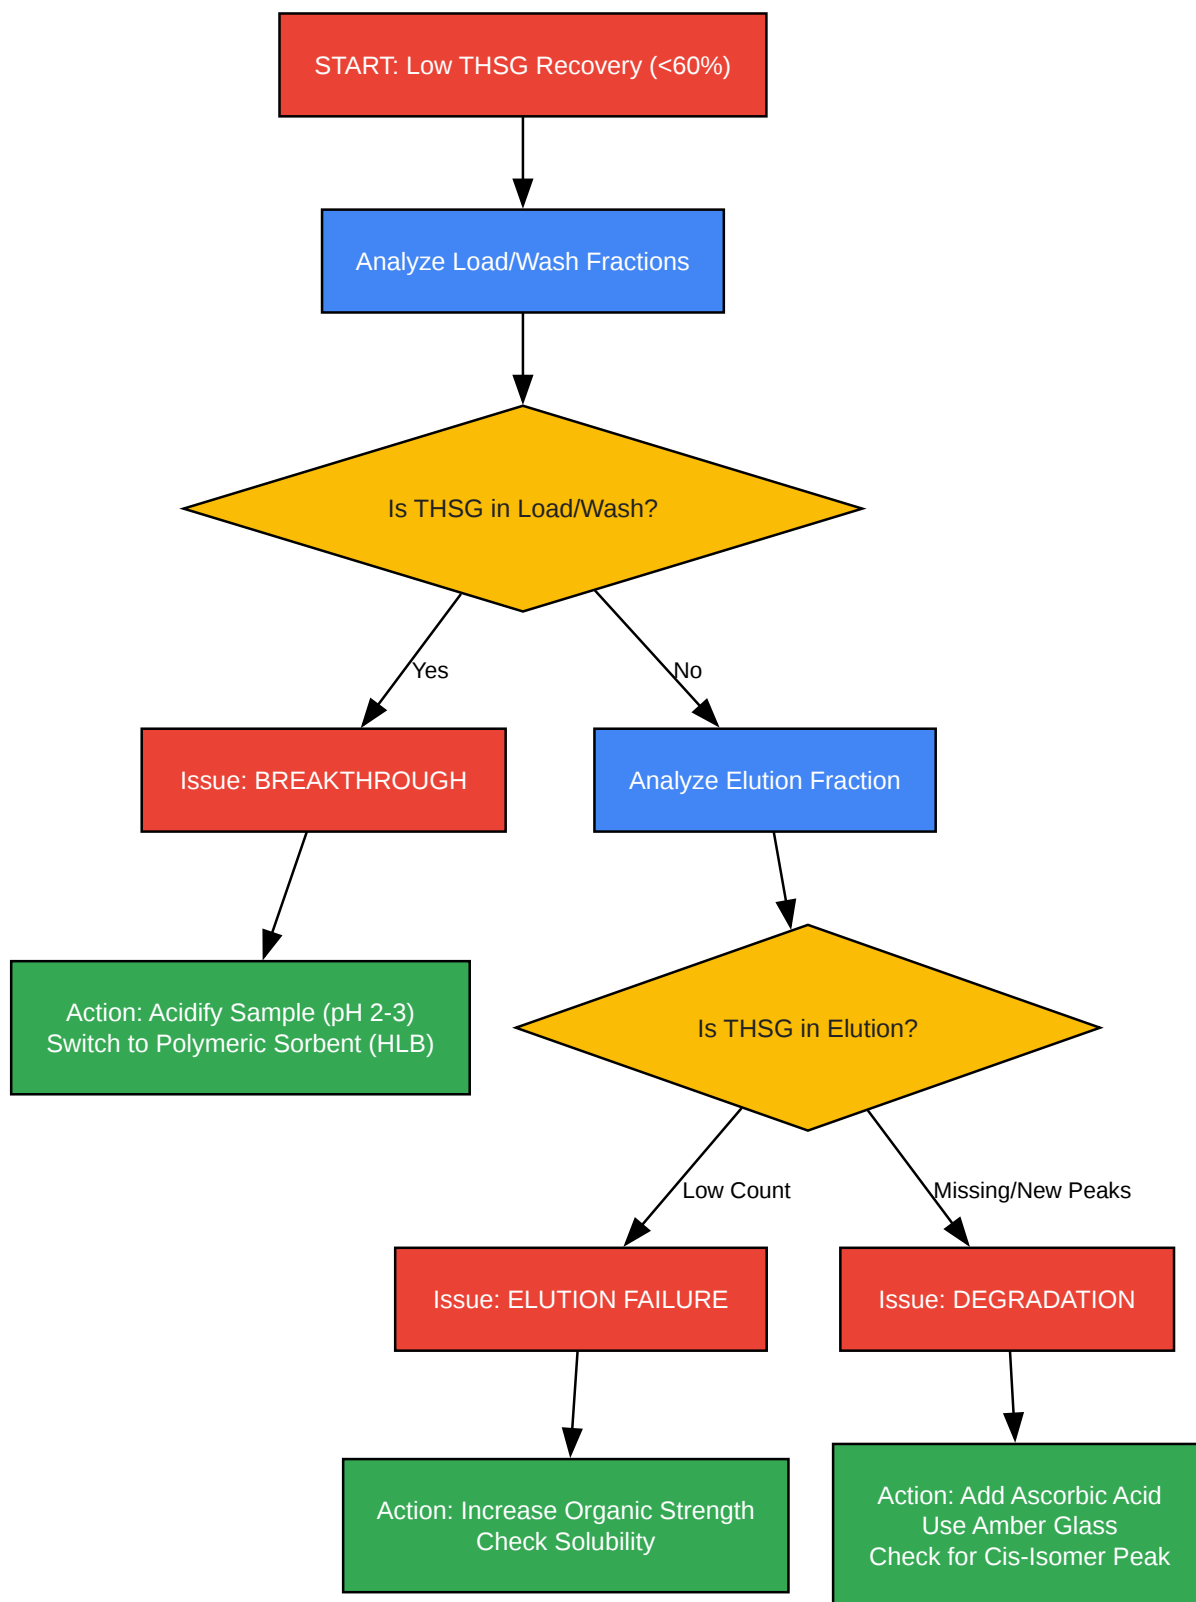 START: Low THSG Recovery (<60%)
Analyze Load/Wash Fractions
Is THSG in Load/Wash?
Yes
No
Issue: BREAKTHROUGH
Analyze Elution Fraction
Action: Acidify Sample (pH 2-3)
Switch to Polymeric Sorbent (HLB)
Is THSG in Elution?
Low Count
Missing/New Peaks
Issue: ELUTION FAILURE
Issue: DEGRADATION
Action: Increase Organic Strength
Check Solubility
Action: Add Ascorbic Acid
Use Amber Glass
Check for Cis-Isomer Peak